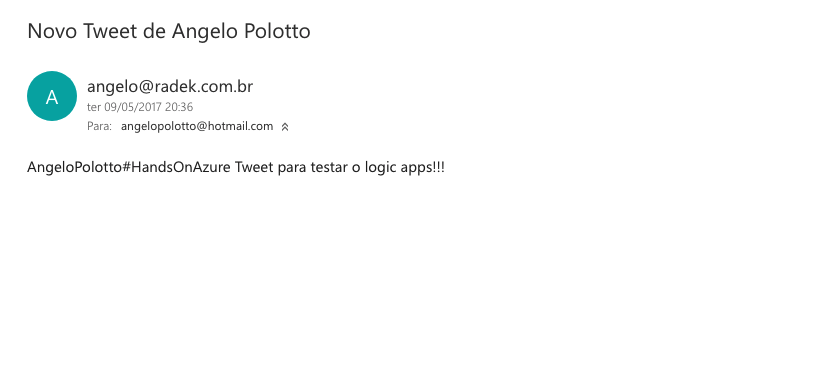 Novo Tweet de Angelo Polotto
A
angelo@radek.com.br
ter 09/05/2017 20:36
Para: angelopolotto@hotmail.com
AngeloPolotto#HandsOnAzure Tweet para testar o logic apps!!!